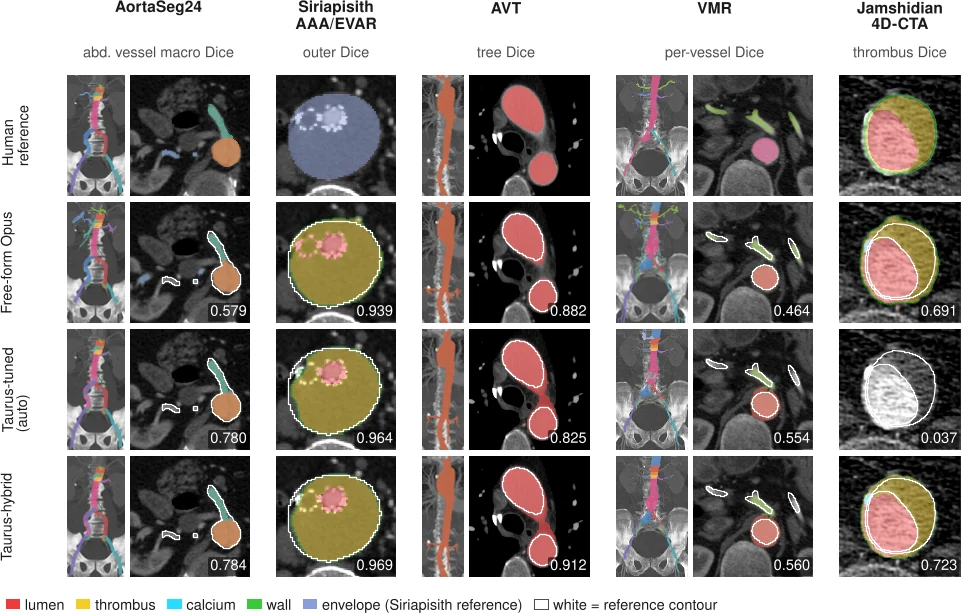 AortaSeg24
Siriapisith
AAA/EVAR
AVT
VMR
Jamshidian
4D-CTA
abd. vessel macro Dice
outer Dice
tree Dice
per-vessel Dice
thrombus Dice
Human
reference
Free-form Opus
0.579
0.939
0.882
0.464
0.691
Taurus-tuned
(auto)
0.780
0.964
0.825
0.554
0.037
Taurus-hybrid
0.784
0.969
0.912
0.560
0.723
lumen thrombus calcium wall envelope (Siriapisith reference) white = reference contour